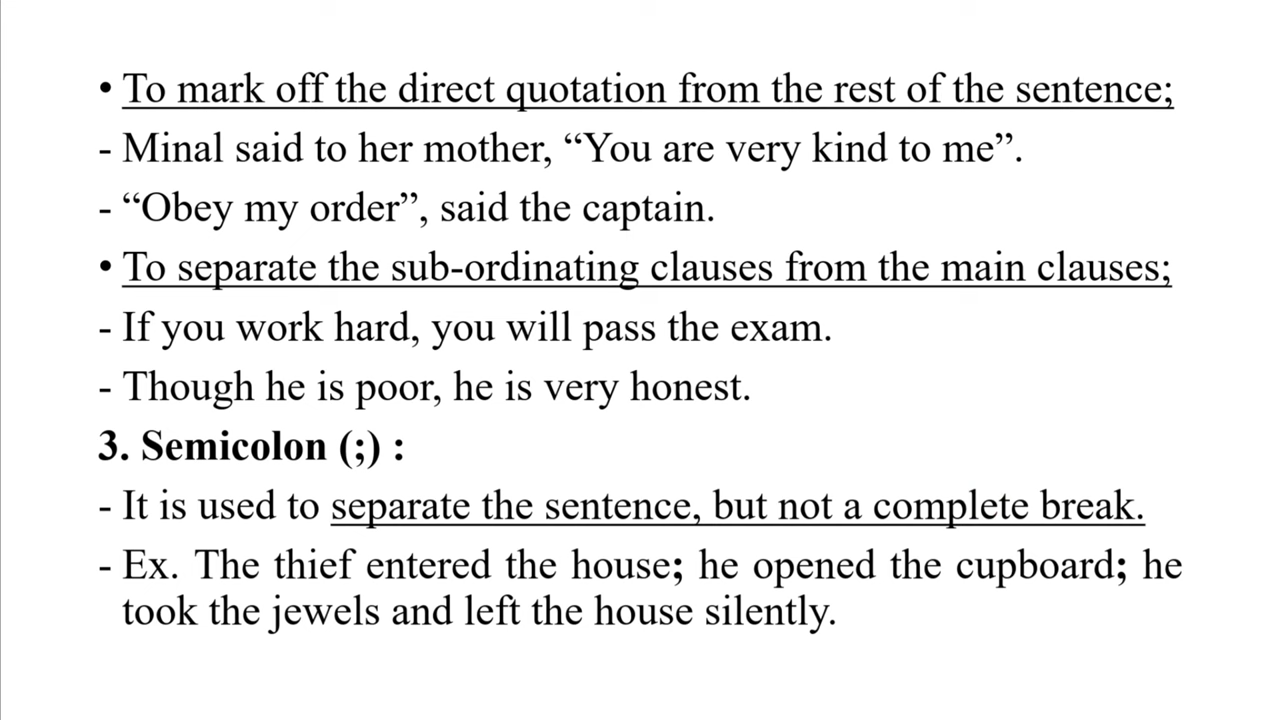 • To mark off the direct quotation from the rest of the sentence;
- Minal said to her mother, “You are very kind to me”.
- “Obey my order”, said the captain.
• To separate the sub-ordinating clauses from the main clauses;
- If you work hard, you will pass the exam.
- Though he is poor, he is very honest.
3. Semicolon (;) :
- It is used to separate the sentence, but not a complete break.
- Ex. The thief entered the house; he opened the cupboard; he
took the jewels and left the house silently.